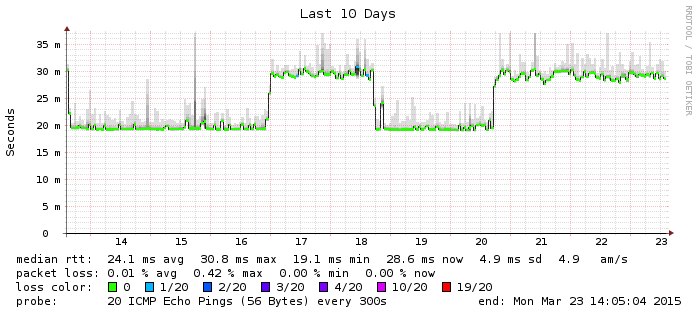 Last 10 Days
RRDTOOL / TOBI OETIKER
Seconds
35 m
30 m
25 m
20 m
15 m
10 m
5 m
0
14 15 16 17 18 19 20 21 22 23
median rtt: 24.1 ms avg 30.8 ms max 19.1 ms min 28.6 ms now 4.9 ms sd 4.9 am/s
packet loss: 0.01 % avg 0.42 % max 0.00 % min 0.00 % now
loss color: 0 1/20 2/20 3/20 4/20 10/20 19/20
probe: 20 ICMP Echo Pings (56 Bytes) every 300s end: Mon Mar 23 14:05:04 2015